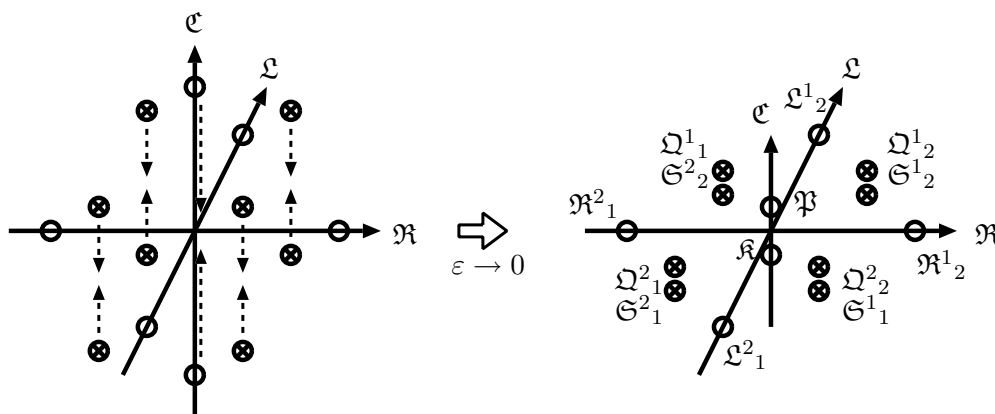 ℭ
𝔏
ℜ
ε → 0
𝔏¹₂
𝔏
ℭ
𝔔¹₁
𝔖²₂
𝔔¹₂
𝔖¹₂
ℜ²₁
𝔓
ℜ
𝔎
ℜ¹₂
𝔔²₁
𝔖²₁
𝔔²₂
𝔖¹₁
𝔏²₁